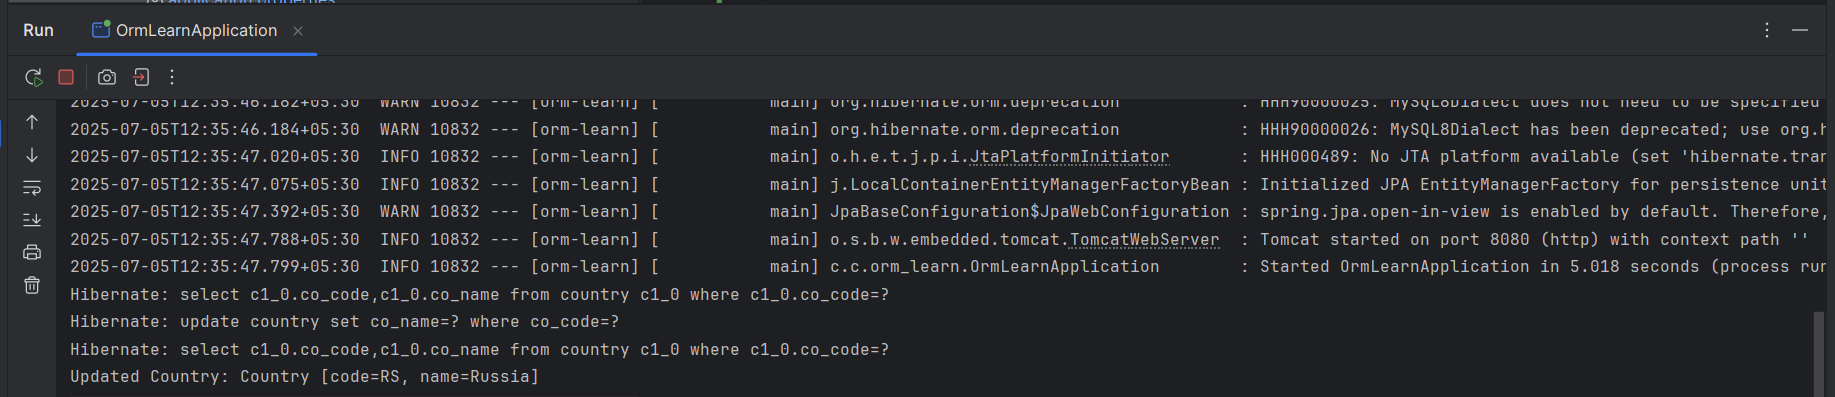 application.properties
Run
OrmLearnApplication
2025-07-05T12:35:46.182+05:30  WARN 10832 --- [orm-learn] [           main] org.hibernate.orm.deprecation            : HHH90000025: MySQL8Dialect does not need to be specified
2025-07-05T12:35:46.184+05:30  WARN 10832 --- [orm-learn] [           main] org.hibernate.orm.deprecation            : HHH90000026: MySQL8Dialect has been deprecated; use org.h
2025-07-05T12:35:47.020+05:30  INFO 10832 --- [orm-learn] [           main] o.h.e.t.j.p.i.JtaPlatformInitiator       : HHH000489: No JTA platform available (set 'hibernate.tran
2025-07-05T12:35:47.075+05:30  INFO 10832 --- [orm-learn] [           main] j.LocalContainerEntityManagerFactoryBean : Initialized JPA EntityManagerFactory for persistence unit
2025-07-05T12:35:47.392+05:30  WARN 10832 --- [orm-learn] [           main] JpaBaseConfiguration$JpaWebConfiguration : spring.jpa.open-in-view is enabled by default. Therefore,
2025-07-05T12:35:47.788+05:30  INFO 10832 --- [orm-learn] [           main] o.s.b.w.embedded.tomcat.TomcatWebServer  : Tomcat started on port 8080 (http) with context path ''
2025-07-05T12:35:47.799+05:30  INFO 10832 --- [orm-learn] [           main] c.c.orm_learn.OrmLearnApplication        : Started OrmLearnApplication in 5.018 seconds (process run
Hibernate: select c1_0.co_code,c1_0.co_name from country c1_0 where c1_0.co_code=?
Hibernate: update country set co_name=? where co_code=?
Hibernate: select c1_0.co_code,c1_0.co_name from country c1_0 where c1_0.co_code=?
Updated Country: Country [code=RS, name=Russia]